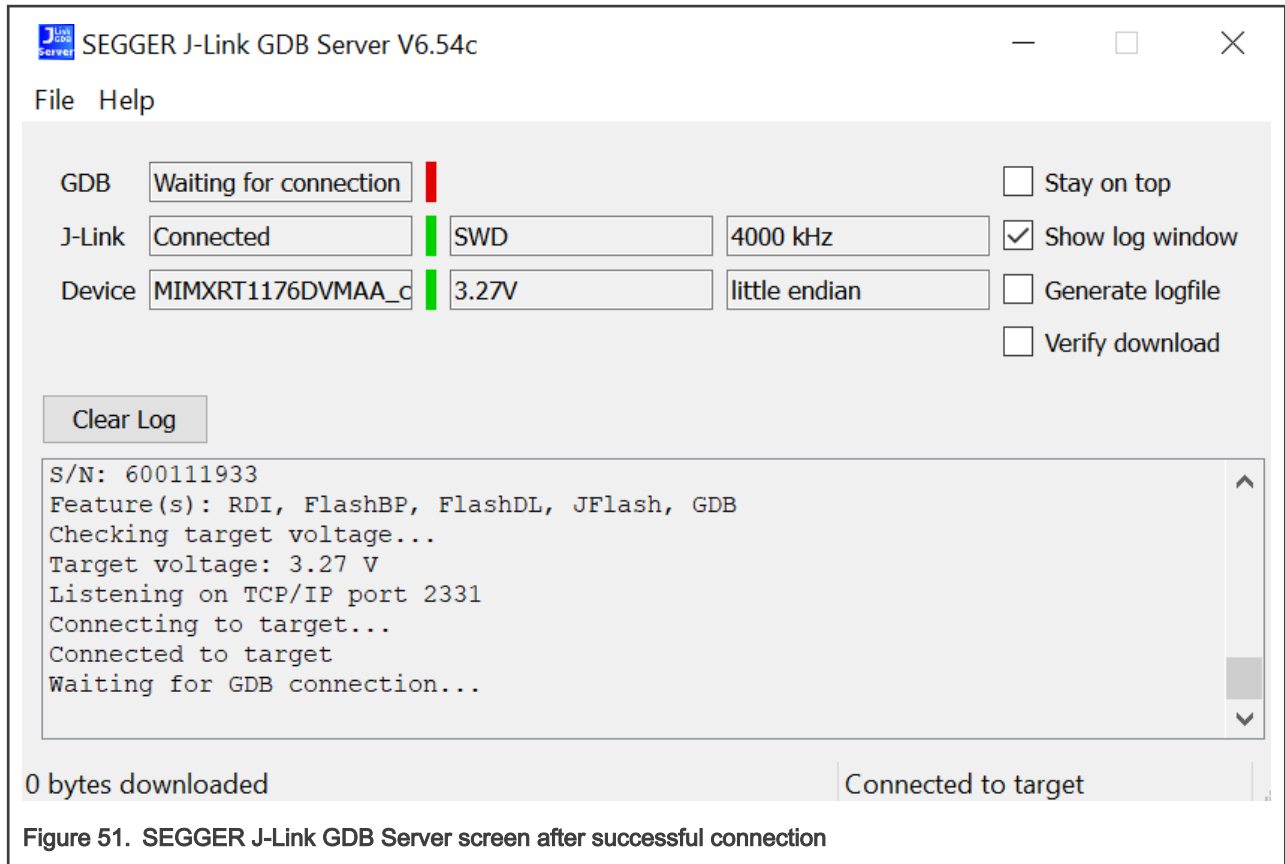 J Link GDB Server
SEGGER J-Link GDB Server V6.54c
File Help
GDB Waiting for connection Stay on top
J-Link Connected SWD 4000 kHz Show log window
Device MIMXRT1176DVMAA_c 3.27V little endian Generate logfile
Verify download
Clear Log
S/N: 600111933
Feature(s): RDI, FlashBP, FlashDL, JFlash, GDB
Checking target voltage...
Target voltage: 3.27 V
Listening on TCP/IP port 2331
Connecting to target...
Connected to target
Waiting for GDB connection...
0 bytes downloaded Connected to target
Figure 51. SEGGER J-Link GDB Server screen after successful connection